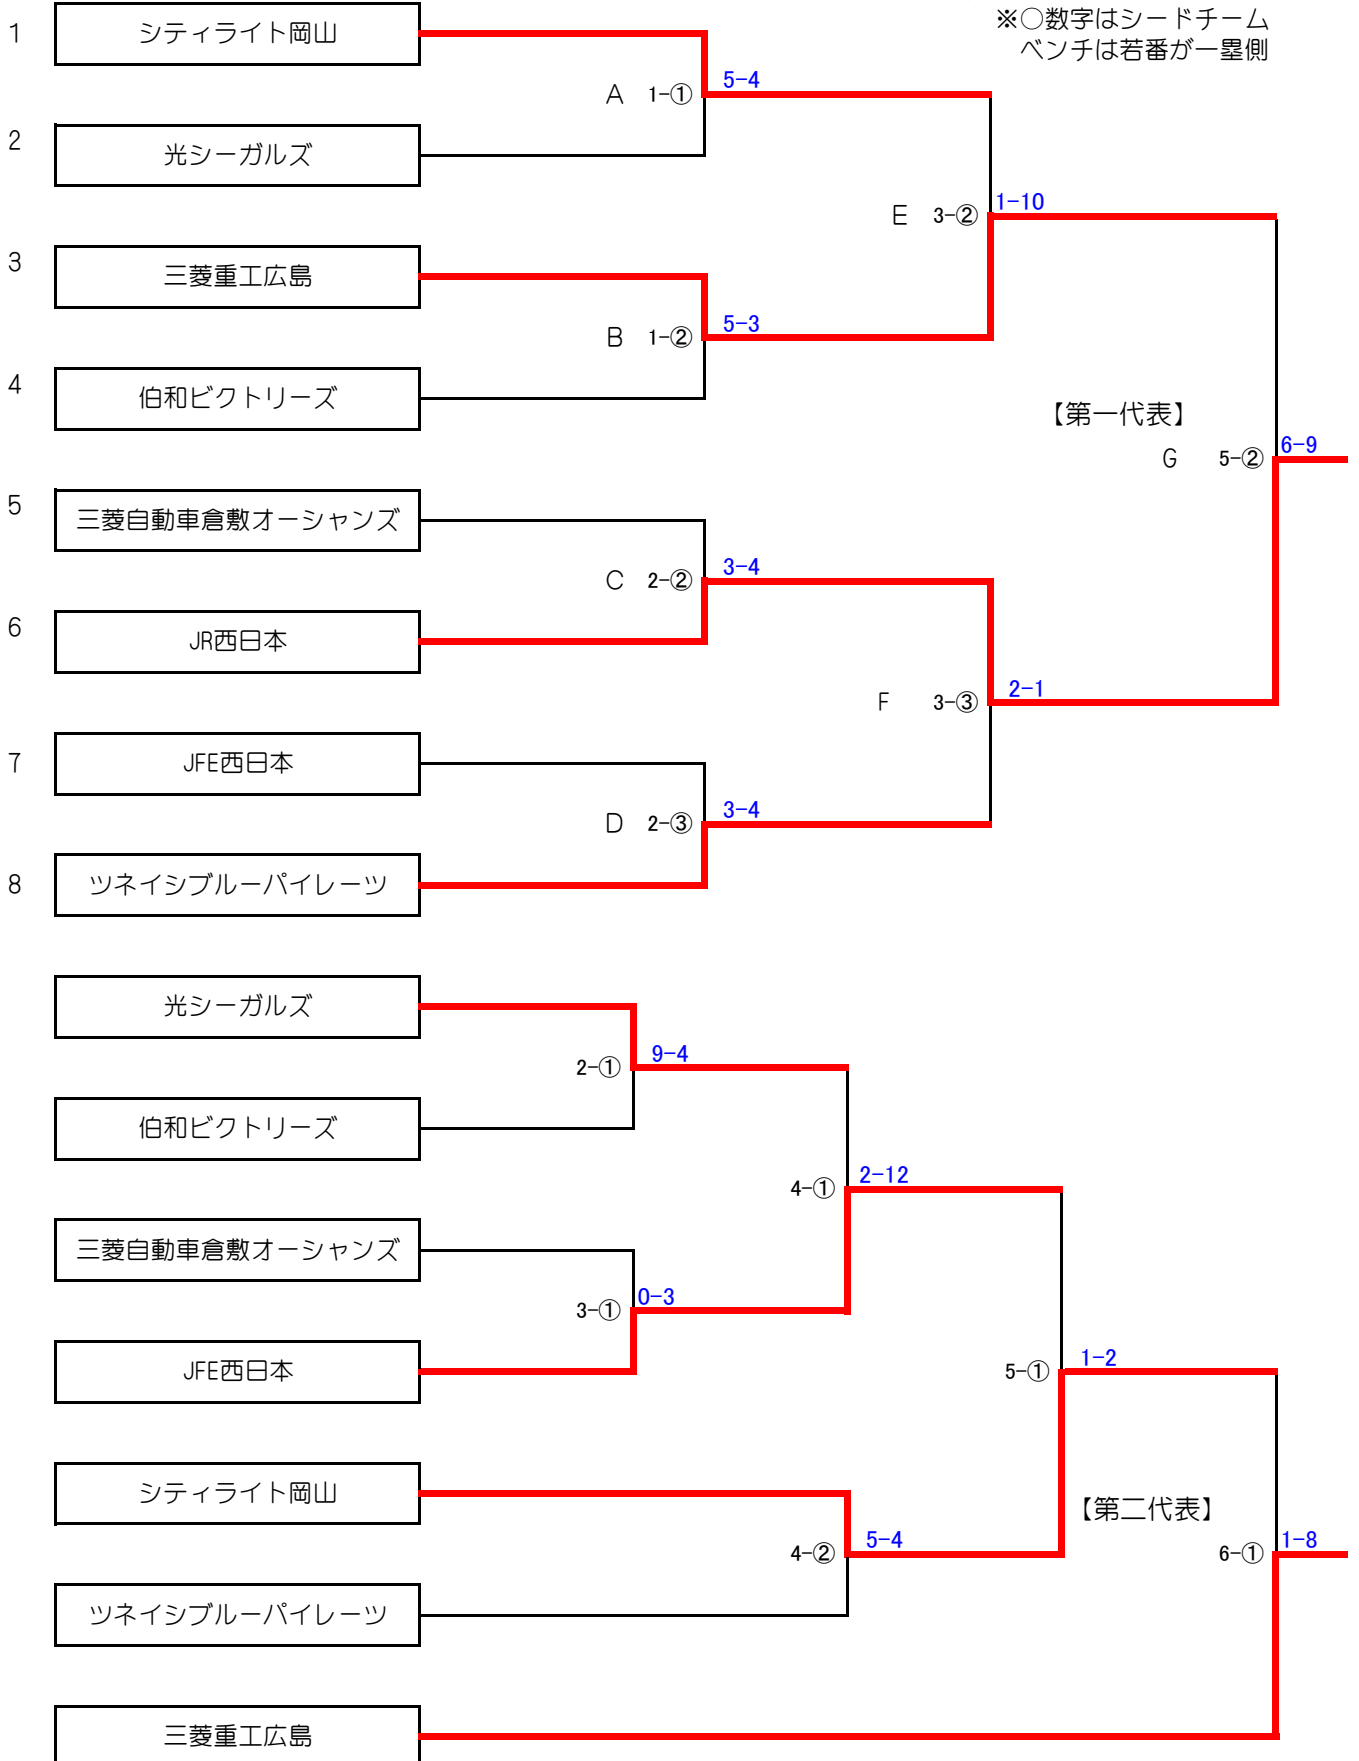 ※○数字はシードチーム
ベンチは若番が一塁側
1
シティライト岡山
A 1-① 5-4
2
光シーガルズ
E 3-② 1-10
3
三菱重工広島
B 1-② 5-3
4
伯和ビクトリーズ
【第一代表】
G 5-② 6-9
5
三菱自動車倉敷オーシャンズ
C 2-② 3-4
6
JR西日本
F 3-③ 2-1
7
JFE西日本
D 2-③ 3-4
8
ツネイシブルーパイレーツ
光シーガルズ
2-① 9-4
伯和ビクトリーズ
4-① 2-12
三菱自動車倉敷オーシャンズ
3-① 0-3
JFE西日本
5-① 1-2
シティライト岡山
【第二代表】
4-② 5-4
6-① 1-8
ツネイシブルーパイレーツ
三菱重工広島